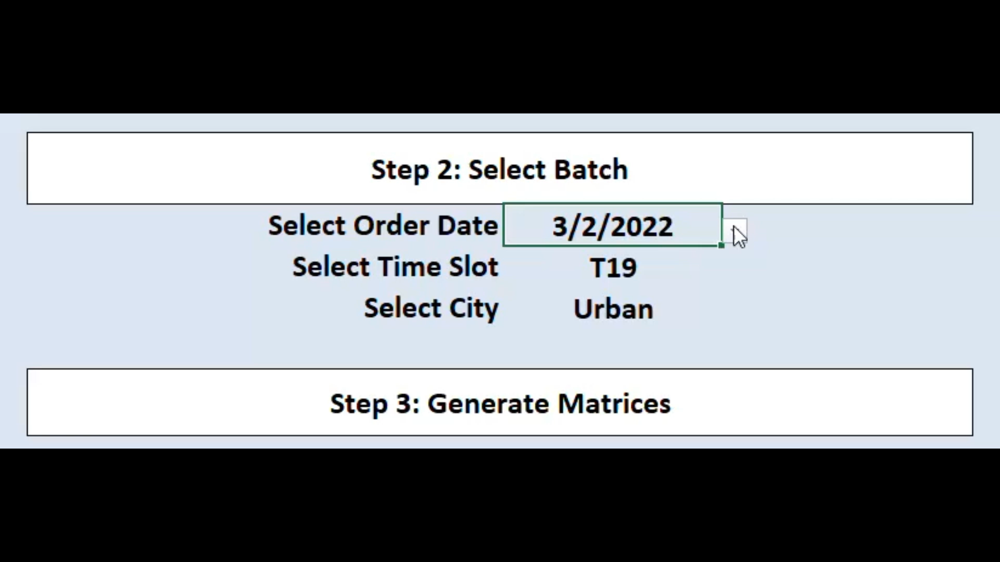 Step 2: Select Batch
Select Order Date 3/2/2022
Select Time Slot T19
Select City Urban
Step 3: Generate Matrices